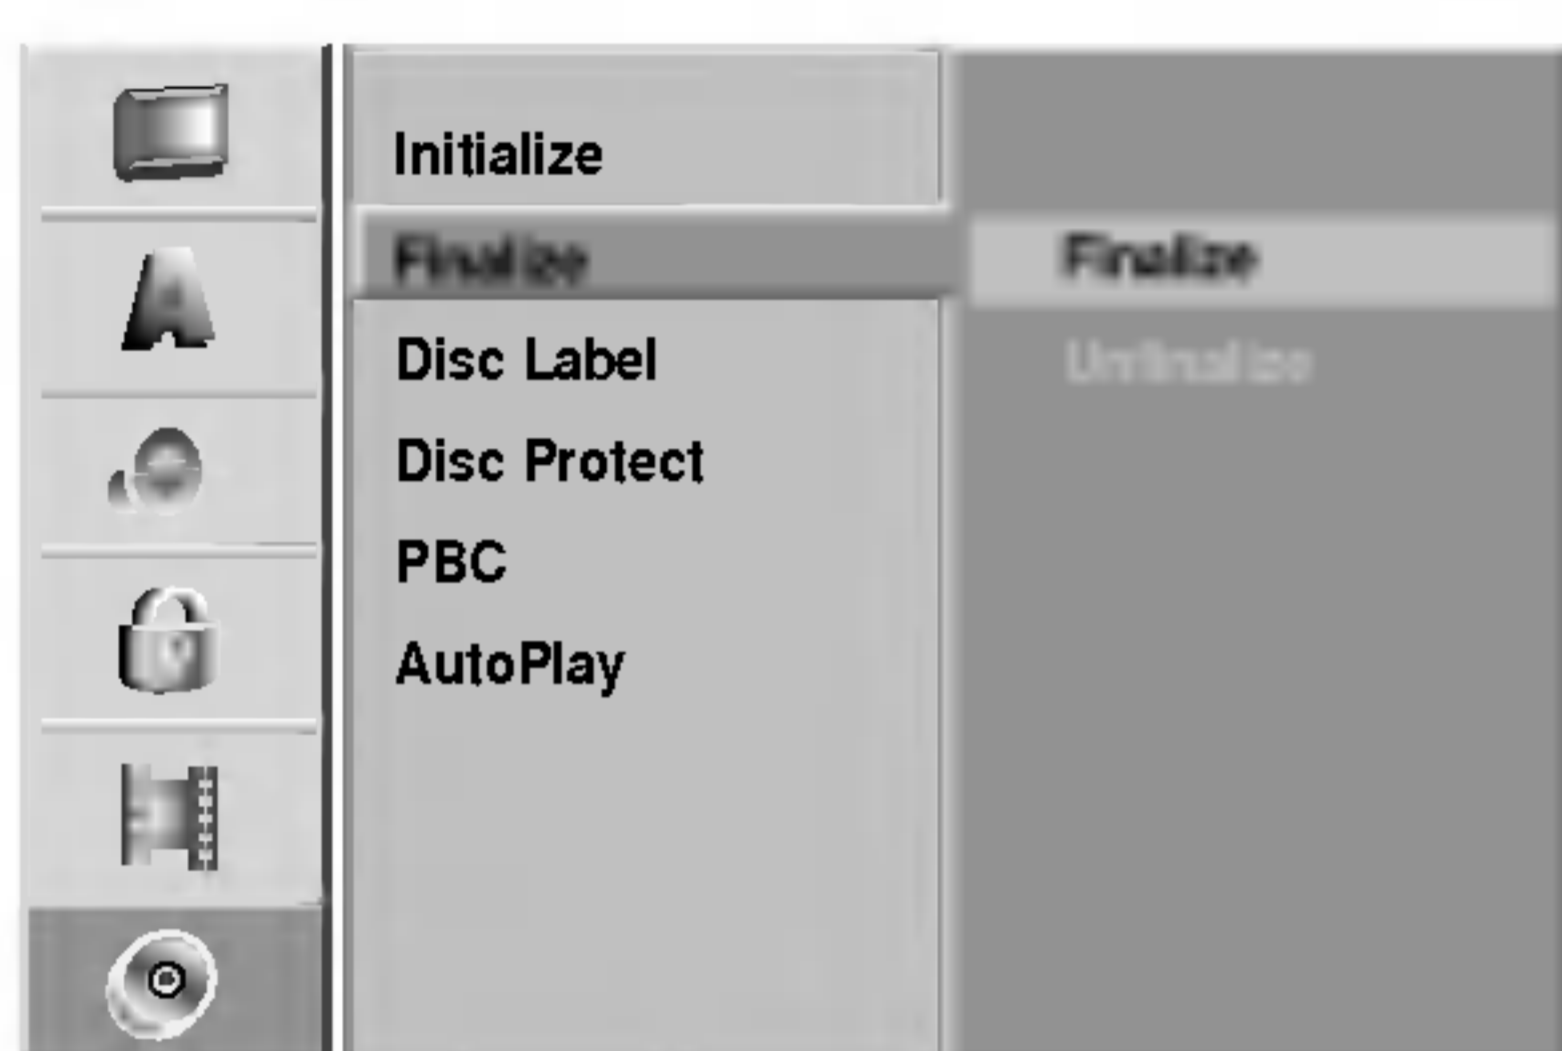 Initialize
Finalize
Finalize
Unfinalize
Disc Label
Disc Protect
PBC
AutoPlay